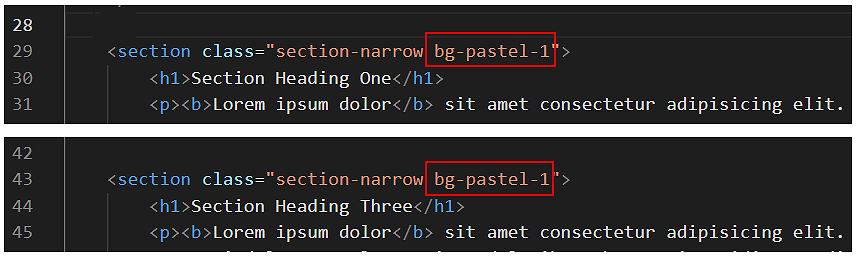 28
29 <section class="section-narrow bg-pastel-1">
30 <h1>Section Heading One</h1>
31 <p><b>Lorem ipsum dolor</b> sit amet consectetur adipisicing elit.
42
43 <section class="section-narrow bg-pastel-1">
44 <h1>Section Heading Three</h1>
45 <p><b>Lorem ipsum dolor</b> sit amet consectetur adipisicing elit.